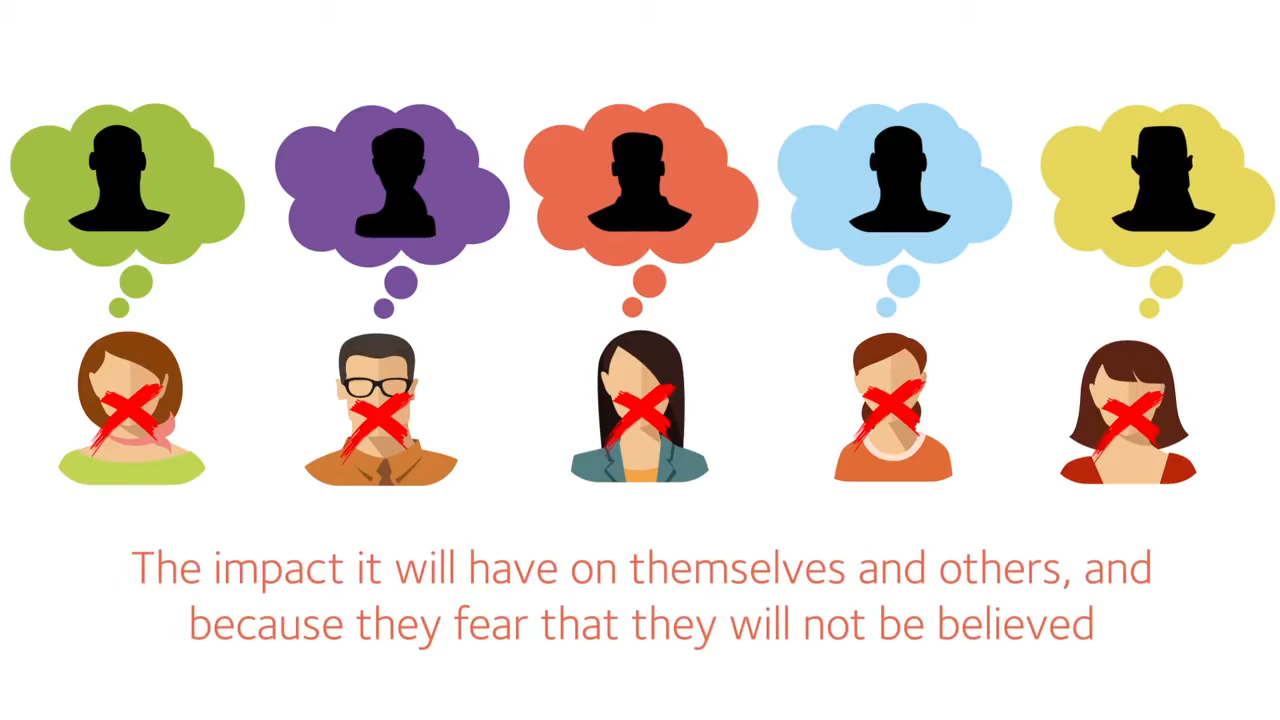 The impact it will have on themselves and others, and
because they fear that they will not be believed